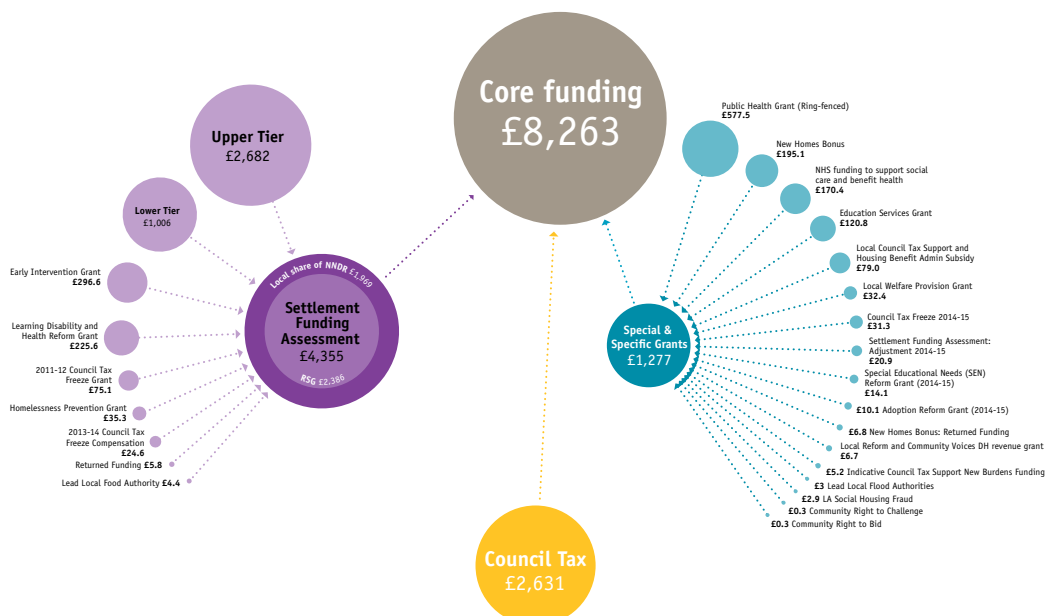 Core funding
£8,263
Upper Tier
£2,682
Lower Tier
£1,006
Early Intervention Grant
£296.6
Learning Disability and
Health Reform Grant
£225.6
2011-12 Council Tax
Freeze Grant
£75.1
Homelessness Prevention Grant
£35.3
2013-14 Council Tax
Freeze Compensation
£24.6
Returned Funding £5.8
Lead Local Food Authority £4.4
Local share of NNDR £1,969
Settlement
Funding
Assessment
£4,355
RSG £2,386
Council Tax
£2,631
Special &
Specific Grants
£1,277
Public Health Grant (Ring-fenced)
£577.5
New Homes Bonus
£195.1
NHS funding to support social
care and benefit health
£170.4
Education Services Grant
£120.8
Local Council Tax Support and
Housing Benefit Admin Subsidy
£79.0
Local Welfare Provision Grant
£32.4
Council Tax Freeze 2014-15
£31.3
Settlement Funding Assessment:
Adjustment 2014-15
£20.9
Special Educational Needs (SEN)
Reform Grant (2014-15)
£14.1
£10.1 Adoption Reform Grant (2014-15)
£6.8 New Homes Bonus: Returned Funding
Local Reform and Community Voices DH revenue grant
£6.7
£5.2 Indicative Council Tax Support New Burdens Funding
£3 Lead Local Flood Authorities
£2.9 LA Social Housing Fraud
£0.3 Community Right to Challenge
£0.3 Community Right to Bid